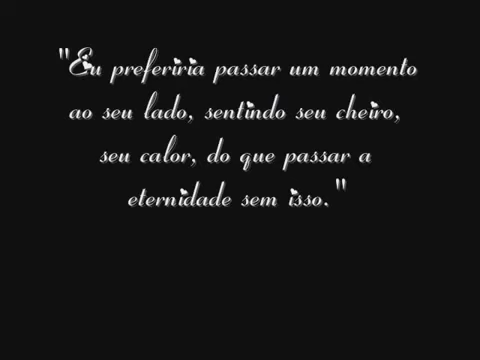 "Eu preferiria passar um momento
ao seu lado, sentindo seu cheiro,
seu calor, do que passar a
eternidade sem isso."